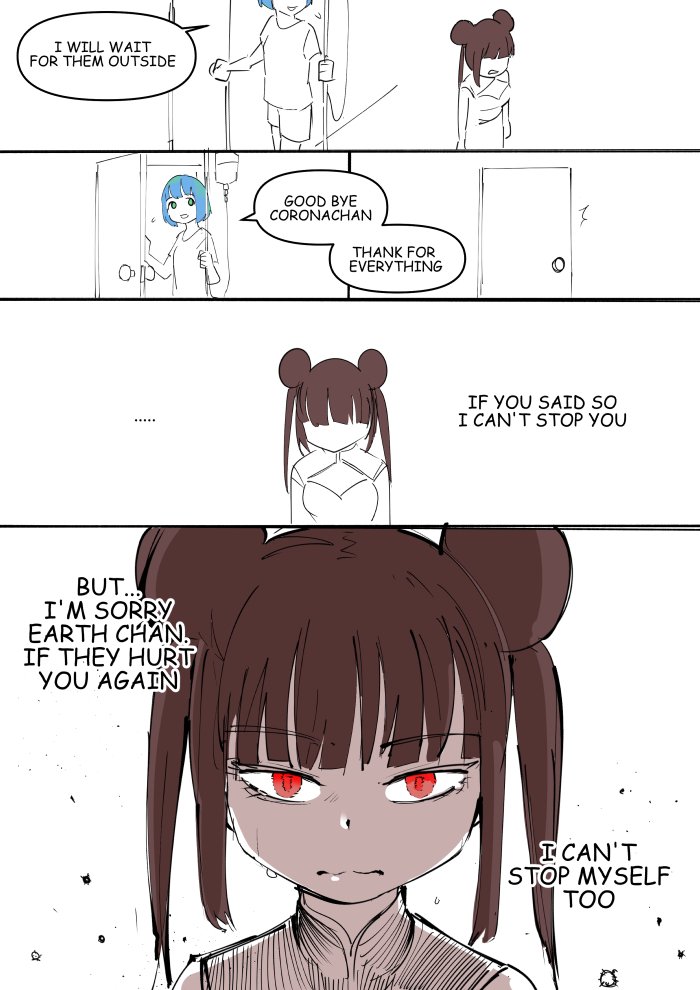 I WILL WAIT
FOR THEM OUTSIDE
GOOD BYE
CORONACHAN
THANK FOR
EVERYTHING
.....
IF YOU SAID SO
I CAN'T STOP YOU
BUT...
I'M SORRY
EARTH CHAN.
IF THEY HURT
YOU AGAIN
I CAN'T
STOP MYSELF
TOO